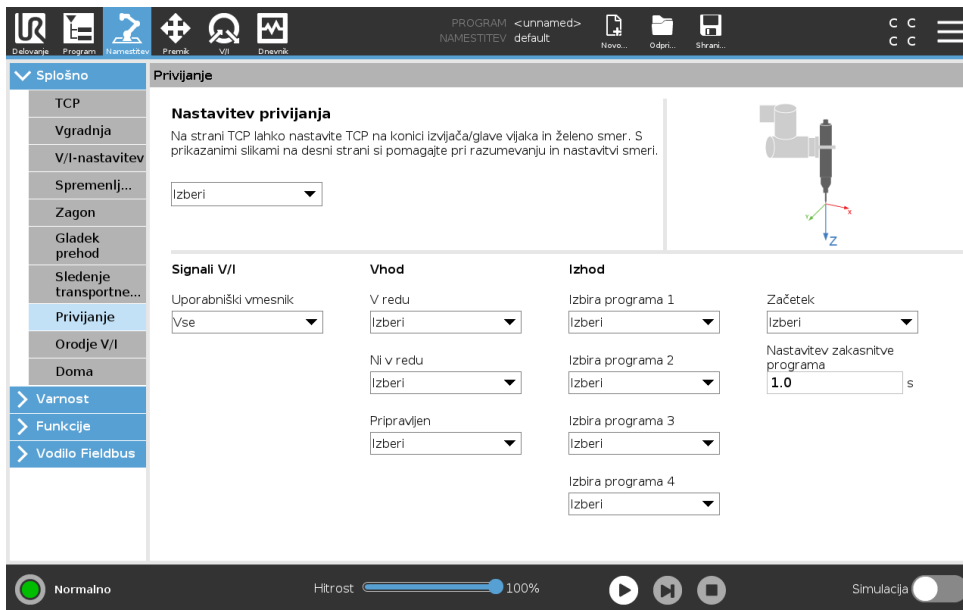 PROGRAM <unnamed>
NAMESTITEV default
Delovanje Program Namestitev Premik V/I Dnevnik Novo... Odpri... Shrani...
C C
C C
Splošno
TCP
Vgradnja
V/I-nastavitev
Spremenlj...
Zagon
Gladek
prehod
Sledenje
transportne...
Privijanje
Orodje V/I
Doma
Varnost
Funkcije
Vodilo Fieldbus
Privijanje
Nastavitev privijanja
Na strani TCP lahko nastavite TCP na konici izvijača/glave vijaka in želeno smer. S
prikazanimi slikami na desni strani si pomagajte pri razumevanju in nastavitvi smeri.
Izberi
Y X
Z
Signali V/I
Uporabniški vmesnik
Vse
Vhod
V redu
Izberi
Ni v redu
Izberi
Pripravljen
Izberi
Izhod
Izbira programa 1
Izberi
Izbira programa 2
Izberi
Izbira programa 3
Izberi
Izbira programa 4
Izberi
Začetek
Izberi
Nastavitev zakasnitve
programa
1.0 s
Normalno Hitrost 100% Simulacija